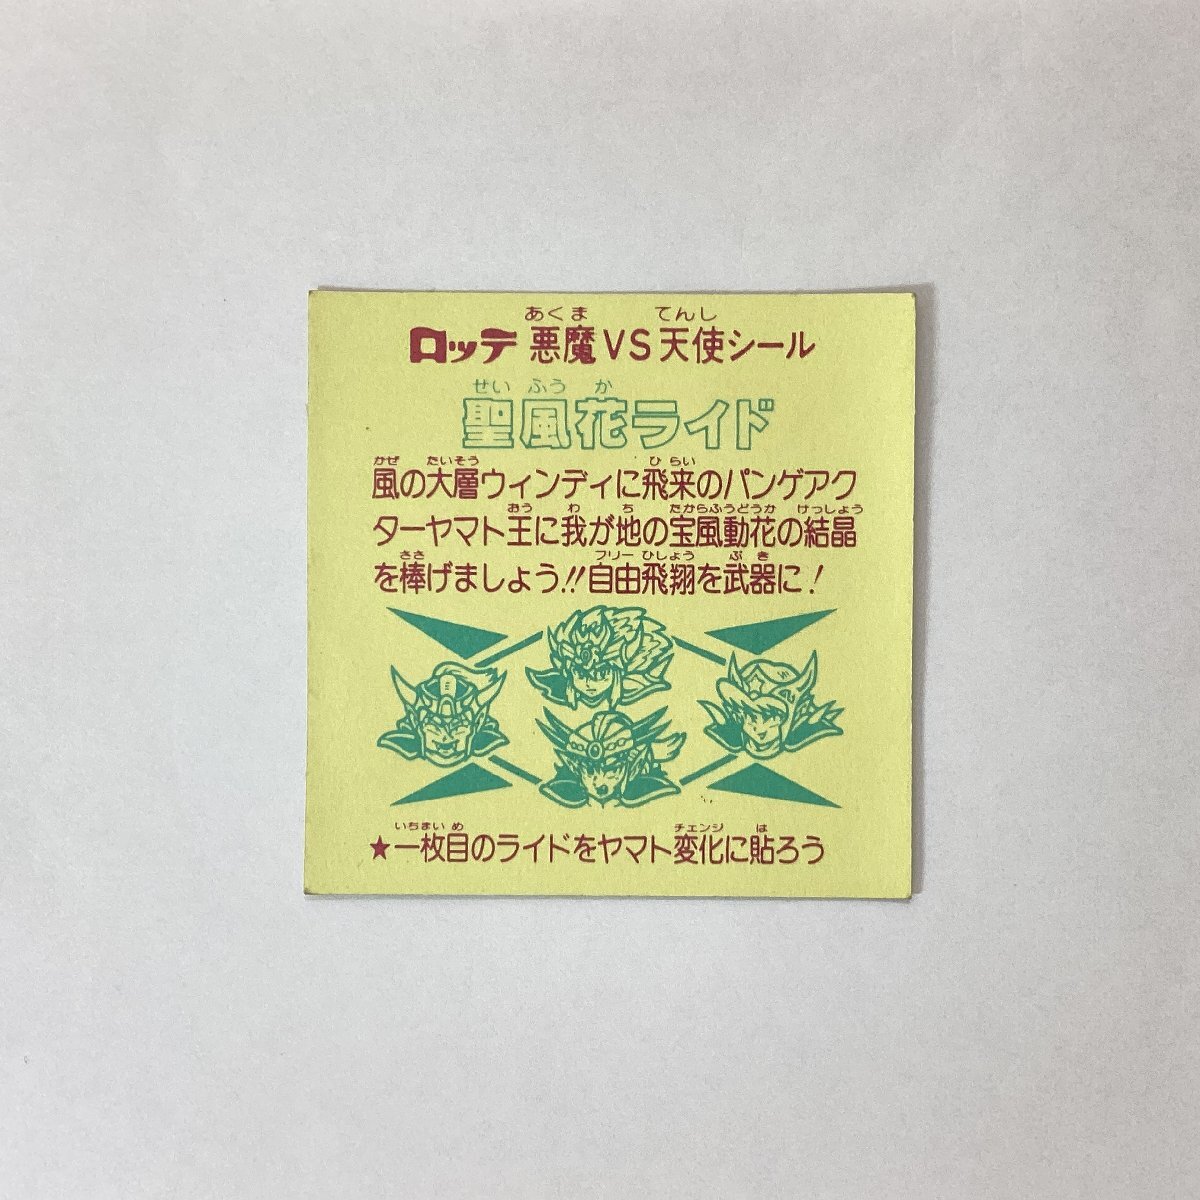 あくま てんし
ロッテ 悪魔VS天使シール
せい ふう か
聖風花ライド
かぜ たいそう ひ らい
風の大層ウィンディに飛来のパンゲアク
おう わ ち たからふうどうか けっしょう
ターヤマト王に我が地の宝風動花の結晶
ささ フリー ひしょう ぶ き
を棒げましょう!!自由飛翔を武器に!
いちまい め チェンジ は
★一枚目のライドをヤマト変化に貼ろう